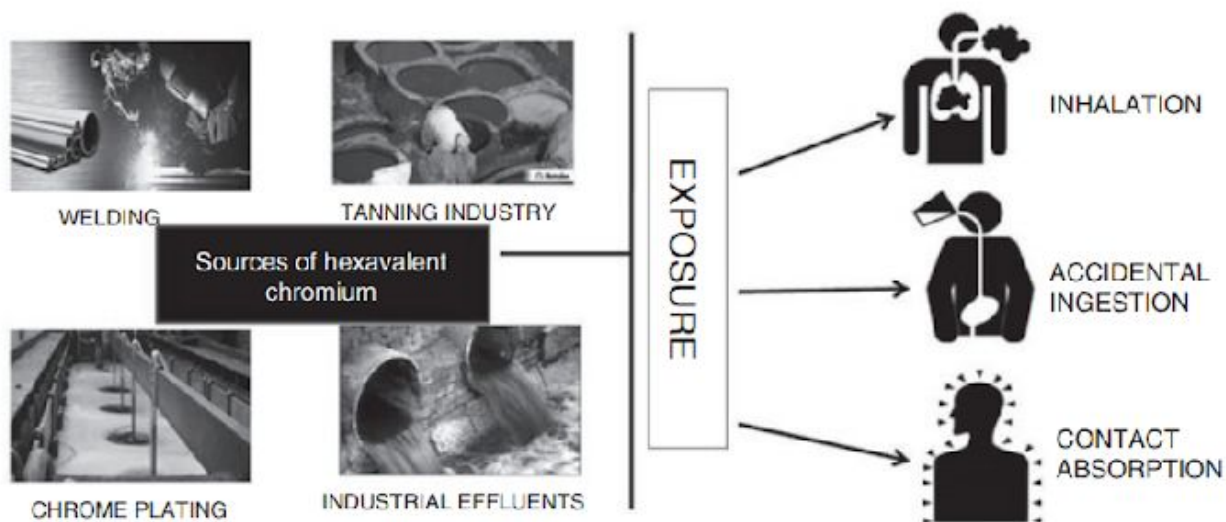 WELDING
TANNING INDUSTRY
Sources of hexavalent
chromium
CHROME PLATING
INDUSTRIAL EFFLUENTS
EXPOSURE
INHALATION
ACCIDENTAL
INGESTION
CONTACT
ABSORPTION